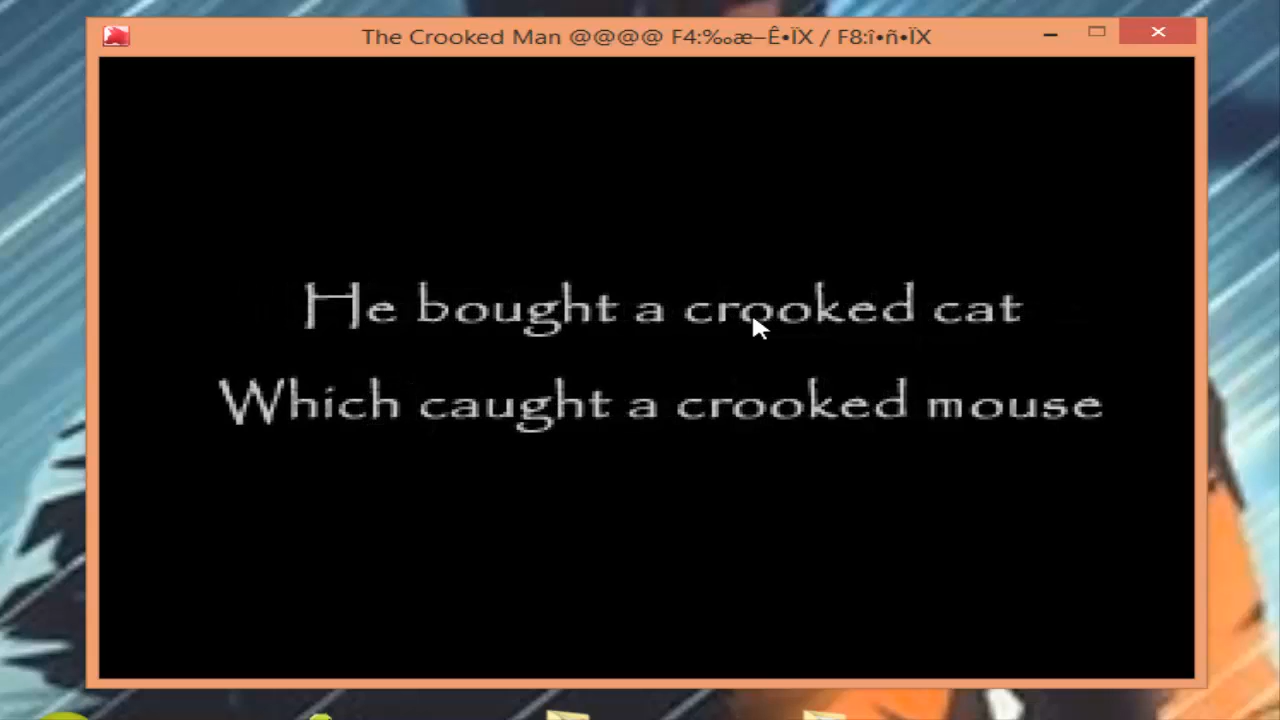 The Crooked Man @@@@ F4:‰æ–Ê•ÏX / F8:î•ñ•ÏX
He bought a crooked cat
Which caught a crooked mouse